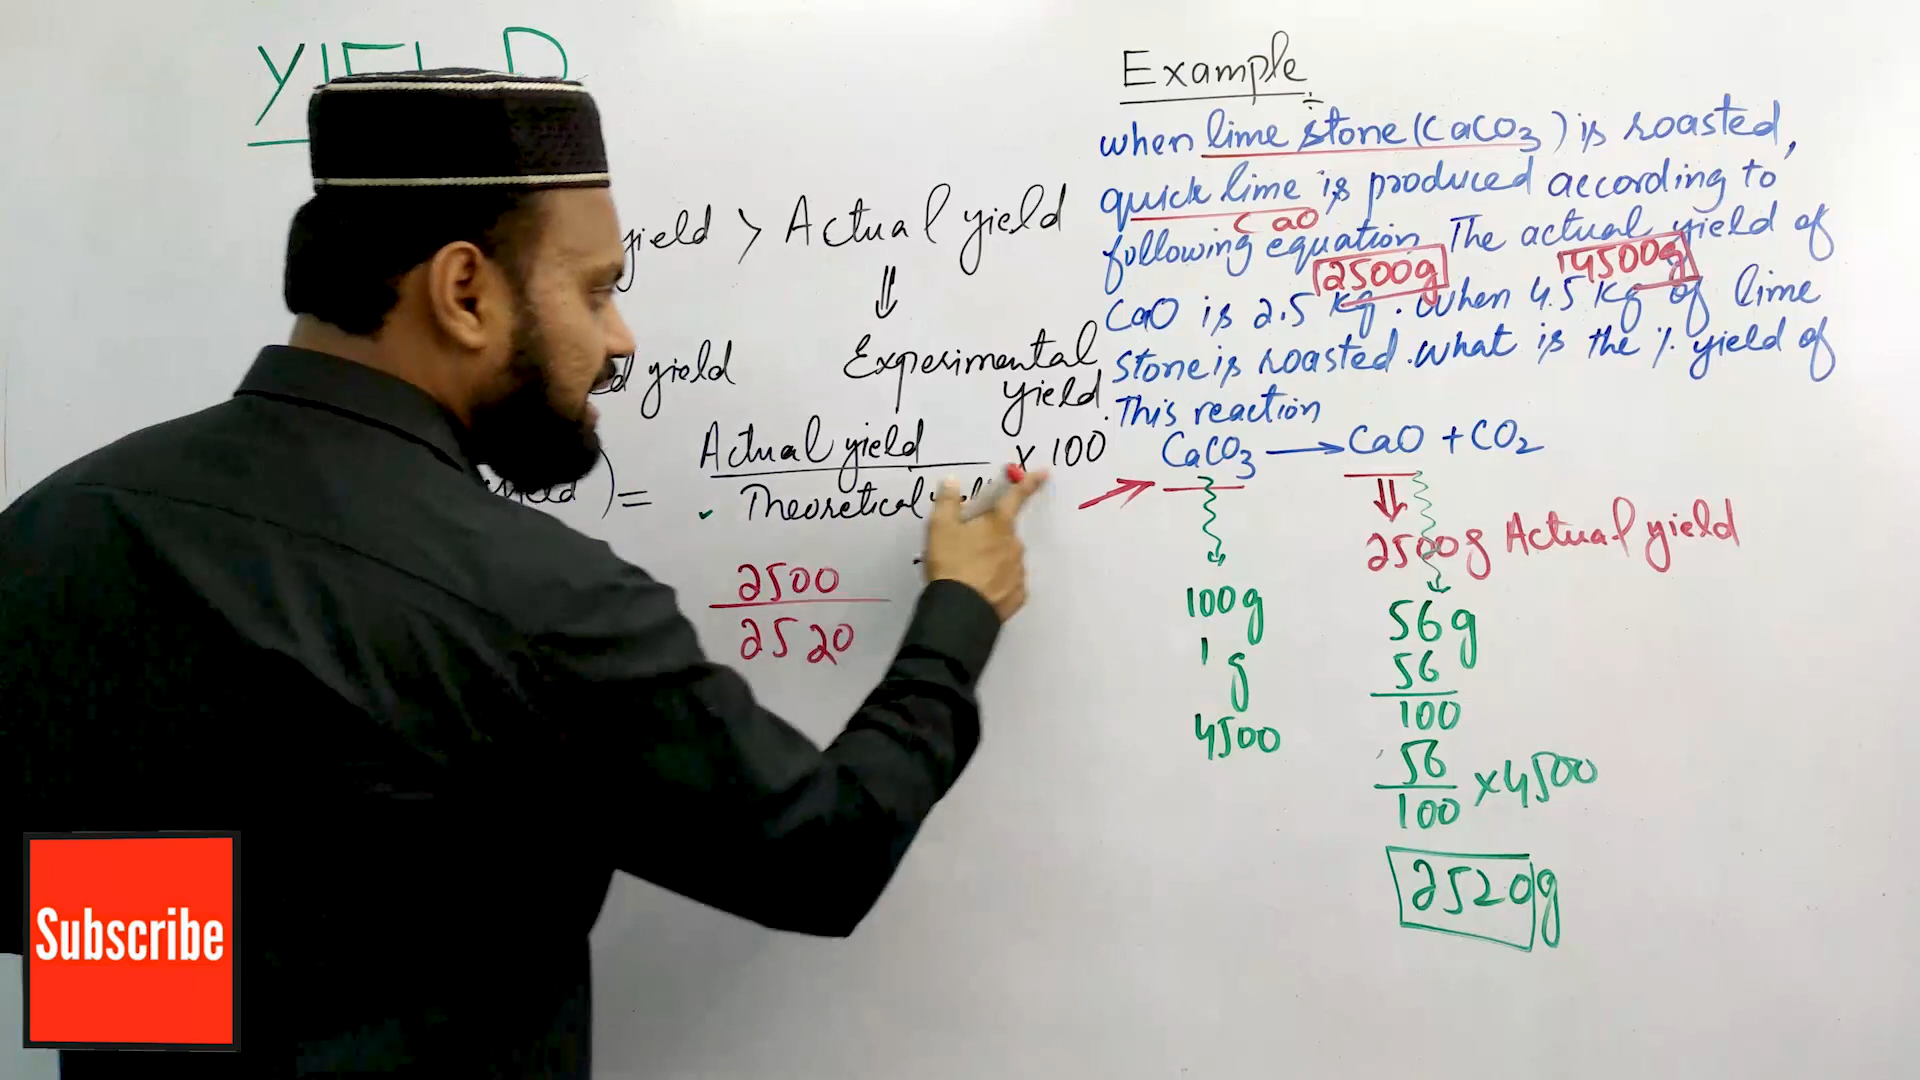 YIELD
yield > Actual yield
⇓
yield
Experimental
yield.
) = Actual yield × 100
Theoretical
2500
2520
Example
when lime stone (CaCO3) is roasted,
quick lime is produced according to
CaO
following equation. The actual yield of
2500g 4500g
CaO is 2.5 Kg. When 4.5 Kg of lime
stone is roasted. what is the % yield of
This reaction
CaCO3 → CaO + CO2
2500g Actual yield
100g 56g
1g 56
100
4500 56
100 ×4500
2520g
Subscribe